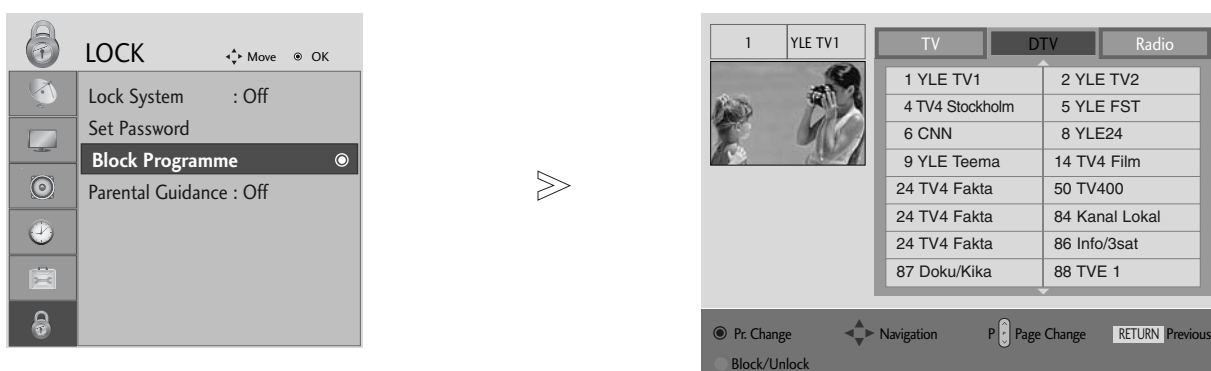 LOCK
Move OK
Lock System : Off
Set Password
Block Programme
Parental Guidance : Off
1 YLE TV1
TV DTV Radio
1 YLE TV1 2 YLE TV2
4 TV4 Stockholm 5 YLE FST
6 CNN 8 YLE24
9 YLE Teema 14 TV4 Film
24 TV4 Fakta 50 TV400
24 TV4 Fakta 84 Kanal Lokal
24 TV4 Fakta 86 Info/3sat
87 Doku/Kika 88 TVE 1
Pr. Change Navigation P Page Change RETURN Previous
Block/Unlock